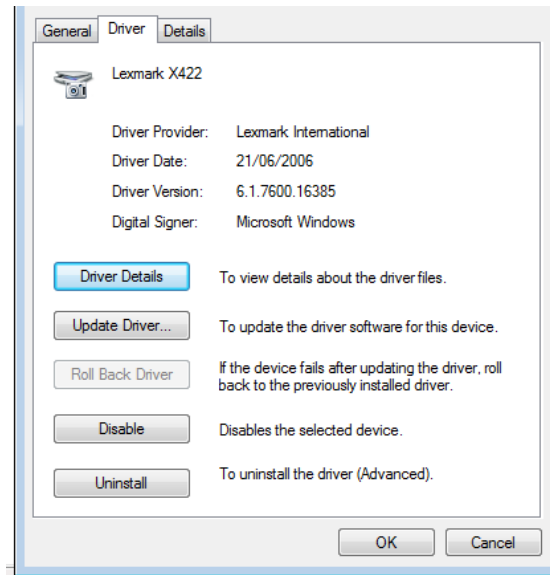 General Driver Details
Lexmark X422
Driver Provider: Lexmark International
Driver Date: 21/06/2006
Driver Version: 6.1.7600.16385
Digital Signer: Microsoft Windows
Driver Details To view details about the driver files.
Update Driver... To update the driver software for this device.
Roll Back Driver If the device fails after updating the driver, roll
back to the previously installed driver.
Disable Disables the selected device.
Uninstall To uninstall the driver (Advanced).
OK Cancel